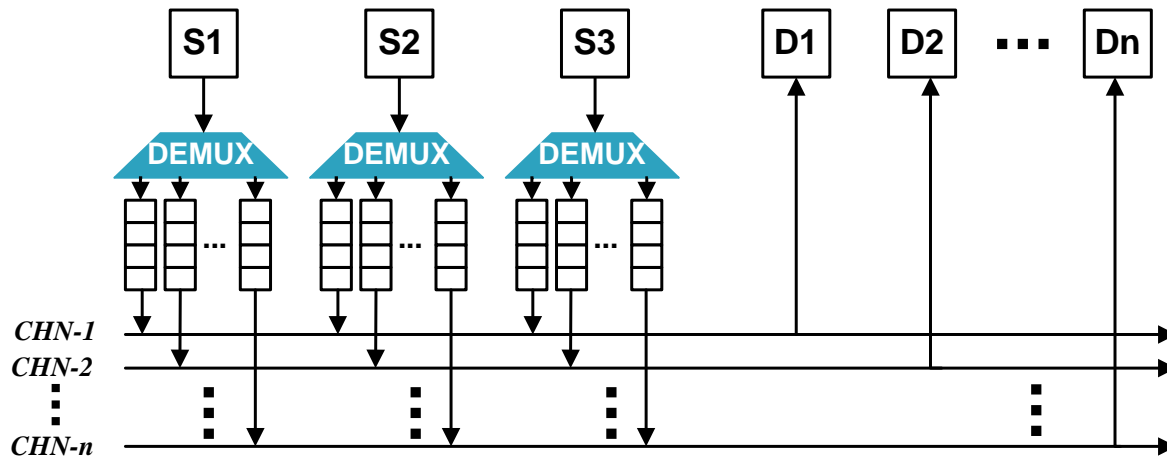 S1 S2 S3 D1 D2 ... Dn
DEMUX DEMUX DEMUX
... ... ...
CHN-1
CHN-2
CHN-n